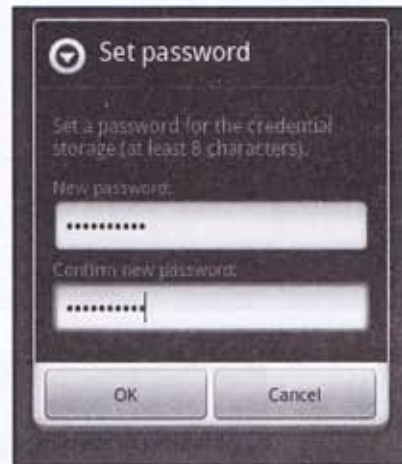 Set password
Set a password for the credential
storage (at least 8 characters).
New password:
••••••••••
Confirm new password:
••••••••••
OK
Cancel